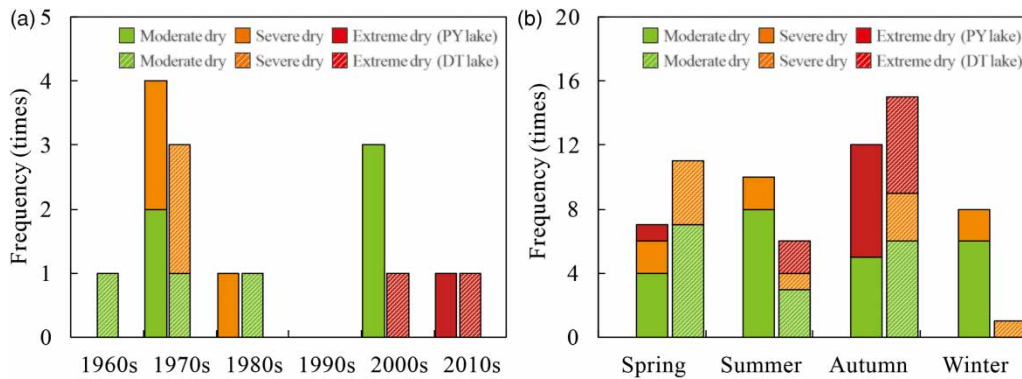 (a)
5
4
3
2
1
0
Frequency (times)
Moderate dry Severe dry Extreme dry (PY lake)
Moderate dry Severe dry Extreme dry (DT lake)
1960s 1970s 1980s 1990s 2000s 2010s
(b)
20
16
12
8
4
0
Frequency (times)
Moderate dry Severe dry Extreme dry (PY lake)
Moderate dry Severe dry Extreme dry (DT lake)
Spring Summer Autumn Winter